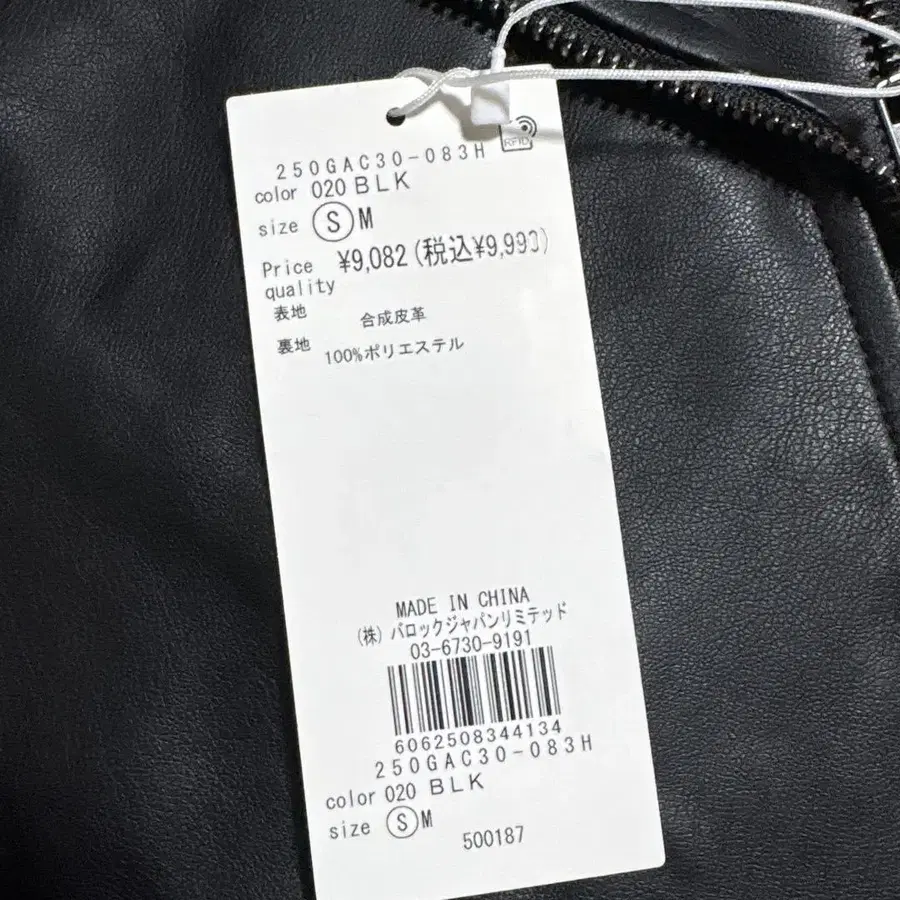 RFID
250GAC30-083H
color 020 BLK
size S M
Price ¥9,082(税込¥9,990)
quality
表地 合成皮革
裏地 100%ポリエステル
MADE IN CHINA
(株) バロックジャパンリミテッド
03-6730-9191
6062508344134
250GAC30-083H
color 020 BLK
size S M
500187